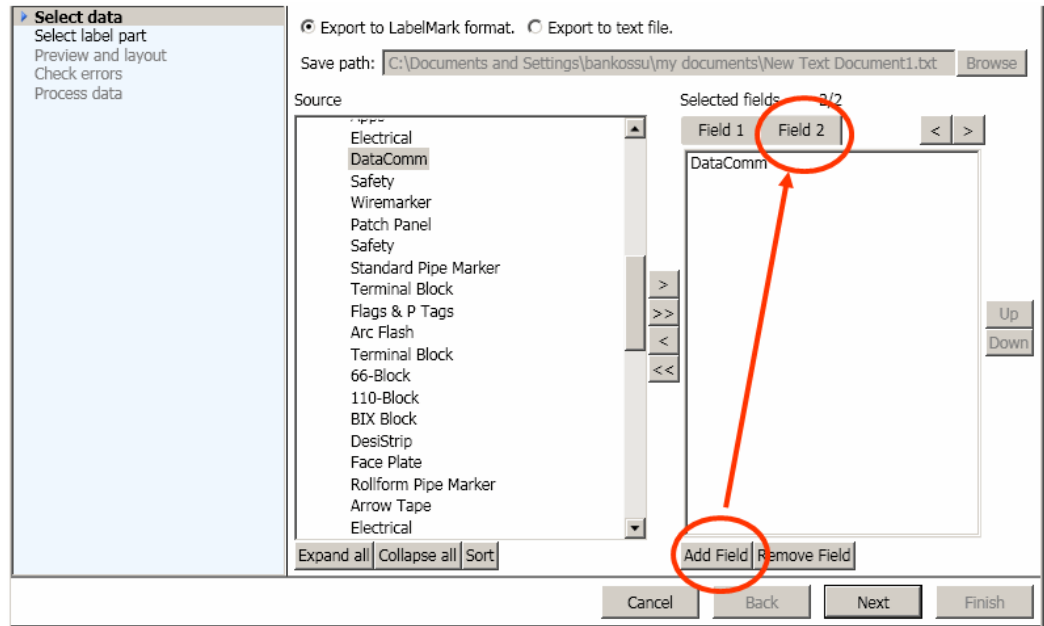 Select data
Select label part
Preview and layout
Check errors
Process data
Export to LabelMark format. Export to text file.
Save path: C:\Documents and Settings\bankossu\my documents\New Text Document1.txt Browse
Source
Electrical
DataComm
Safety
Wiremarker
Patch Panel
Safety
Standard Pipe Marker
Terminal Block
Flags & P Tags
Arc Flash
Terminal Block
66-Block
110-Block
BIX Block
DesiStrip
Face Plate
Rollform Pipe Marker
Arrow Tape
Electrical
Expand all Collapse all Sort
>
>>
<
<<
Selected fields 2/2
Field 1 Field 2 < >
DataComm
Up
Down
Add Field Remove Field
Cancel Back Next Finish